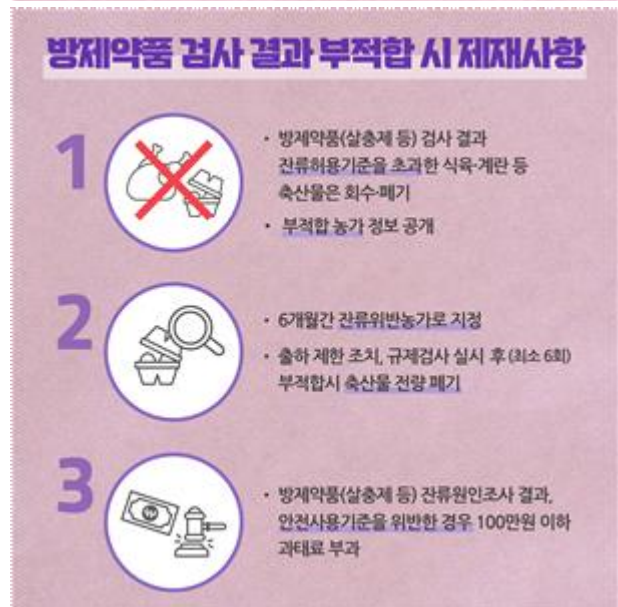 방제약품 검사 결과 부적합 시 제재사항
1
• 방제약품(살충제 등) 검사 결과
잔류허용기준을 초과한 식육·계란 등
축산물은 회수·폐기
• 부적합 농가 정보 공개
2
• 6개월간 잔류위반농가로 지정
• 출하 제한 조치, 규제검사 실시 후 (최소 6회)
부적합시 축산물 전량 폐기
3
• 방제약품(살충제 등) 잔류원인조사 결과,
안전사용기준을 위반한 경우 100만원 이하
과태료 부과